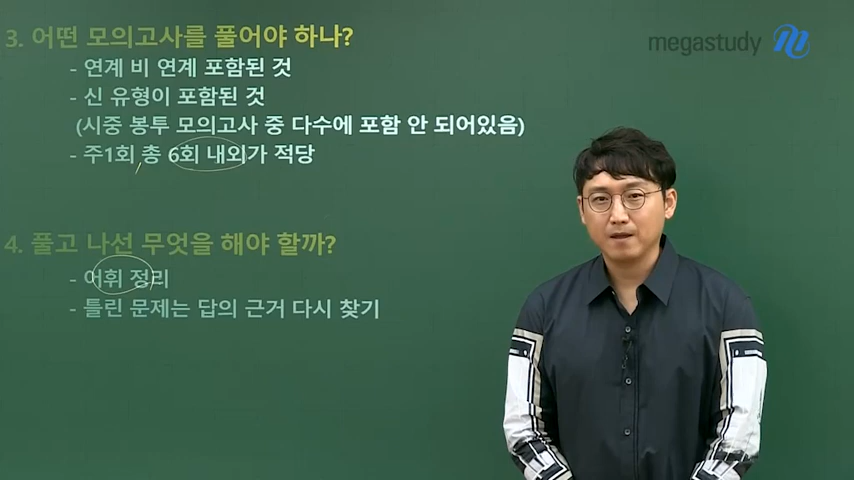 megastudy
3. 어떤 모의고사를 풀어야 하나?
- 연계 비 연계 포함된 것
- 신 유형이 포함된 것
(시중 봉투 모의고사 중 다수에 포함 안 되어있음)
- 주1회, 총 6회 내외가 적당
4. 풀고 나선 무엇을 해야 할까?
- 어휘 정리
- 틀린 문제는 답의 근거 다시 찾기